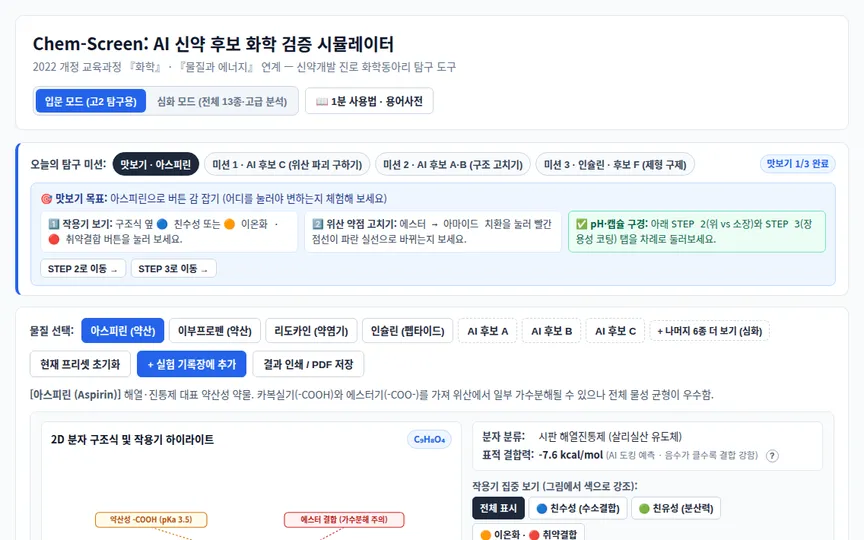 Chem-Screen: AI 신약 후보 화학 검증 시뮬레이터
2022 개정 교육과정 『화학』 · 『물질과 에너지』 연계 — 신약개발 진로 화학동아리 탐구 도구
입문 모드 (고2 탐구용) 심화 모드 (전체 13종·고급 분석) 📖 1분 사용법 · 용어사전
오늘의 탐구 미션: 맛보기 · 아스피린 미션 1 · AI 후보 C (위산 파괴 구하기) 미션 2 · AI 후보 A·B (구조 고치기) 미션 3 · 인슐린 · 후보 F (제형 구제) 맛보기 1/3 완료
🎯 맛보기 목표: 아스피린으로 버튼 감 잡기 (어디를 눌러야 변하는지 체험해 보세요)
1️⃣ 작용기 보기: 구조식 옆 🔵 친수성 또는 🟠 이온화 ·
🔴 취약결합 버튼을 눌러 보세요.
2️⃣ 위산 약점 고치기: 에스터 → 아마이드 치환을 눌러 빨간
점선이 파란 실선으로 바뀌는지 보세요.
✅ pH·캡슐 구경: 아래 STEP 2(위 vs 소장)와 STEP 3(장
용성 코팅) 탭을 차례로 둘러보세요.
STEP 2로 이동 → STEP 3로 이동 →
물질 선택: 아스피린 (약산) 이부프로펜 (약산) 리도카인 (약염기) 인슐린 (펩타이드) AI 후보 A AI 후보 B AI 후보 C + 나머지 6종 더 보기 (심화)
현재 프리셋 초기화 + 실험 기록장에 추가 결과 인쇄 / PDF 저장
[아스피린 (Aspirin)] 해열·진통제 대표 약산성 약물. 카복실기(-COOH)와 에스터기(-COO-)를 가져 위산에서 일부 가수분해될 수 있으나 전체 물성 균형이 우수함.
2D 분자 구조식 및 작용기 하이라이트 C₉H₈O₄
약산성 -COOH (pKa 3.5) 에스터 결합 (가수분해 주의)
분자 분류: 시판 해열진통제 (살리실산 유도체)
표적 결합력: -7.6 kcal/mol (AI 도킹 예측 · 음수가 클수록 결합 강함) ?
작용기 집중 보기 (그림에서 색으로 강조):
전체 표시 🔵 친수성 (수소결합) 🟢 친유성 (분산력)
🟠 이온화 · 🔴 취약결합